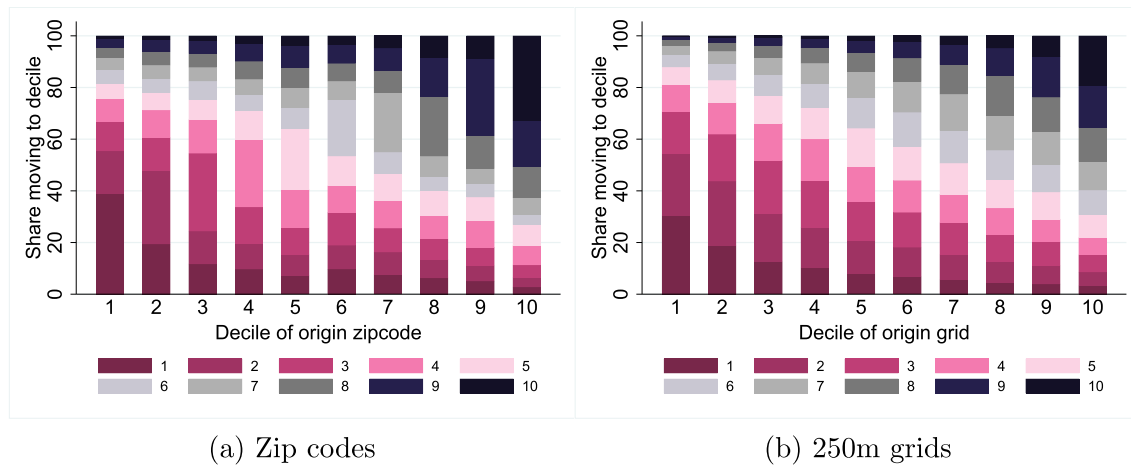 Share moving to decile
100
80
60
40
20
0
1 2 3 4 5 6 7 8 9 10
Decile of origin zipcode
1 2 3 4 5
6 7 8 9 10
(a) Zip codes
Share moving to decile
100
80
60
40
20
0
1 2 3 4 5 6 7 8 9 10
Decile of origin grid
1 2 3 4 5
6 7 8 9 10
(b) 250m grids